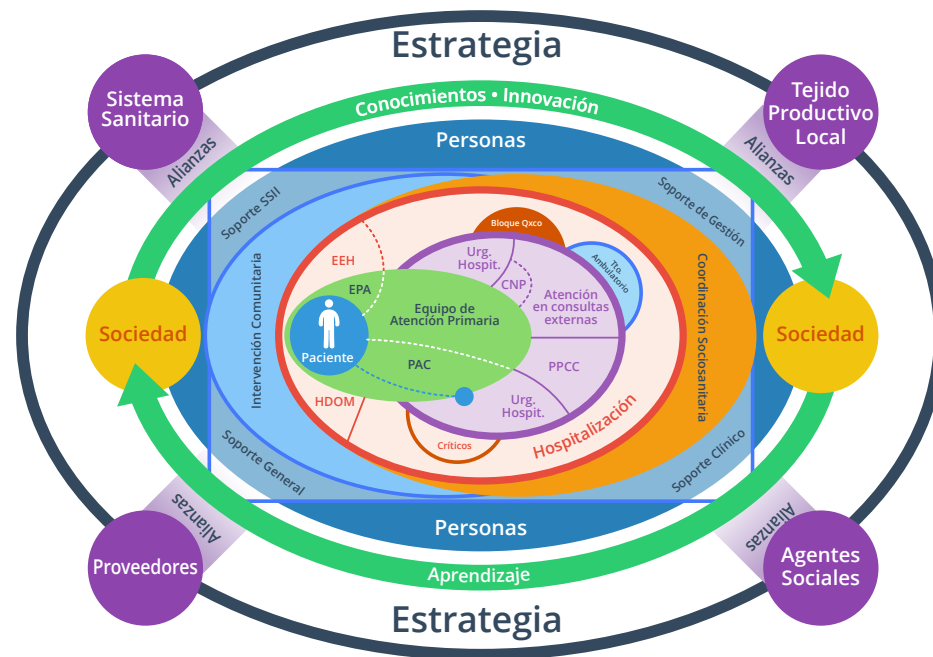 Estrategia
Sistema
Sanitario
Tejido
Productivo
Local
Conocimientos • Innovación
Alianzas
Alianzas
Personas
Soporte SSII
Soporte de Gestión
Bloque Qxco
Tto.
Ambulatorio
Urg.
Hospit.
CNP
EEH
EPA
Atención
en consultas
externas
Equipo de
Atención Primaria
Intervención Comunitaria
Coordinación Sociosanitaria
Sociedad
Sociedad
Paciente
PAC
PPCC
HDOM
Urg.
Hospit.
Hospitalización
Críticos
Soporte General
Soporte Clínico
Alianzas
Alianzas
Personas
Proveedores
Agentes
Sociales
Aprendizaje
Estrategia